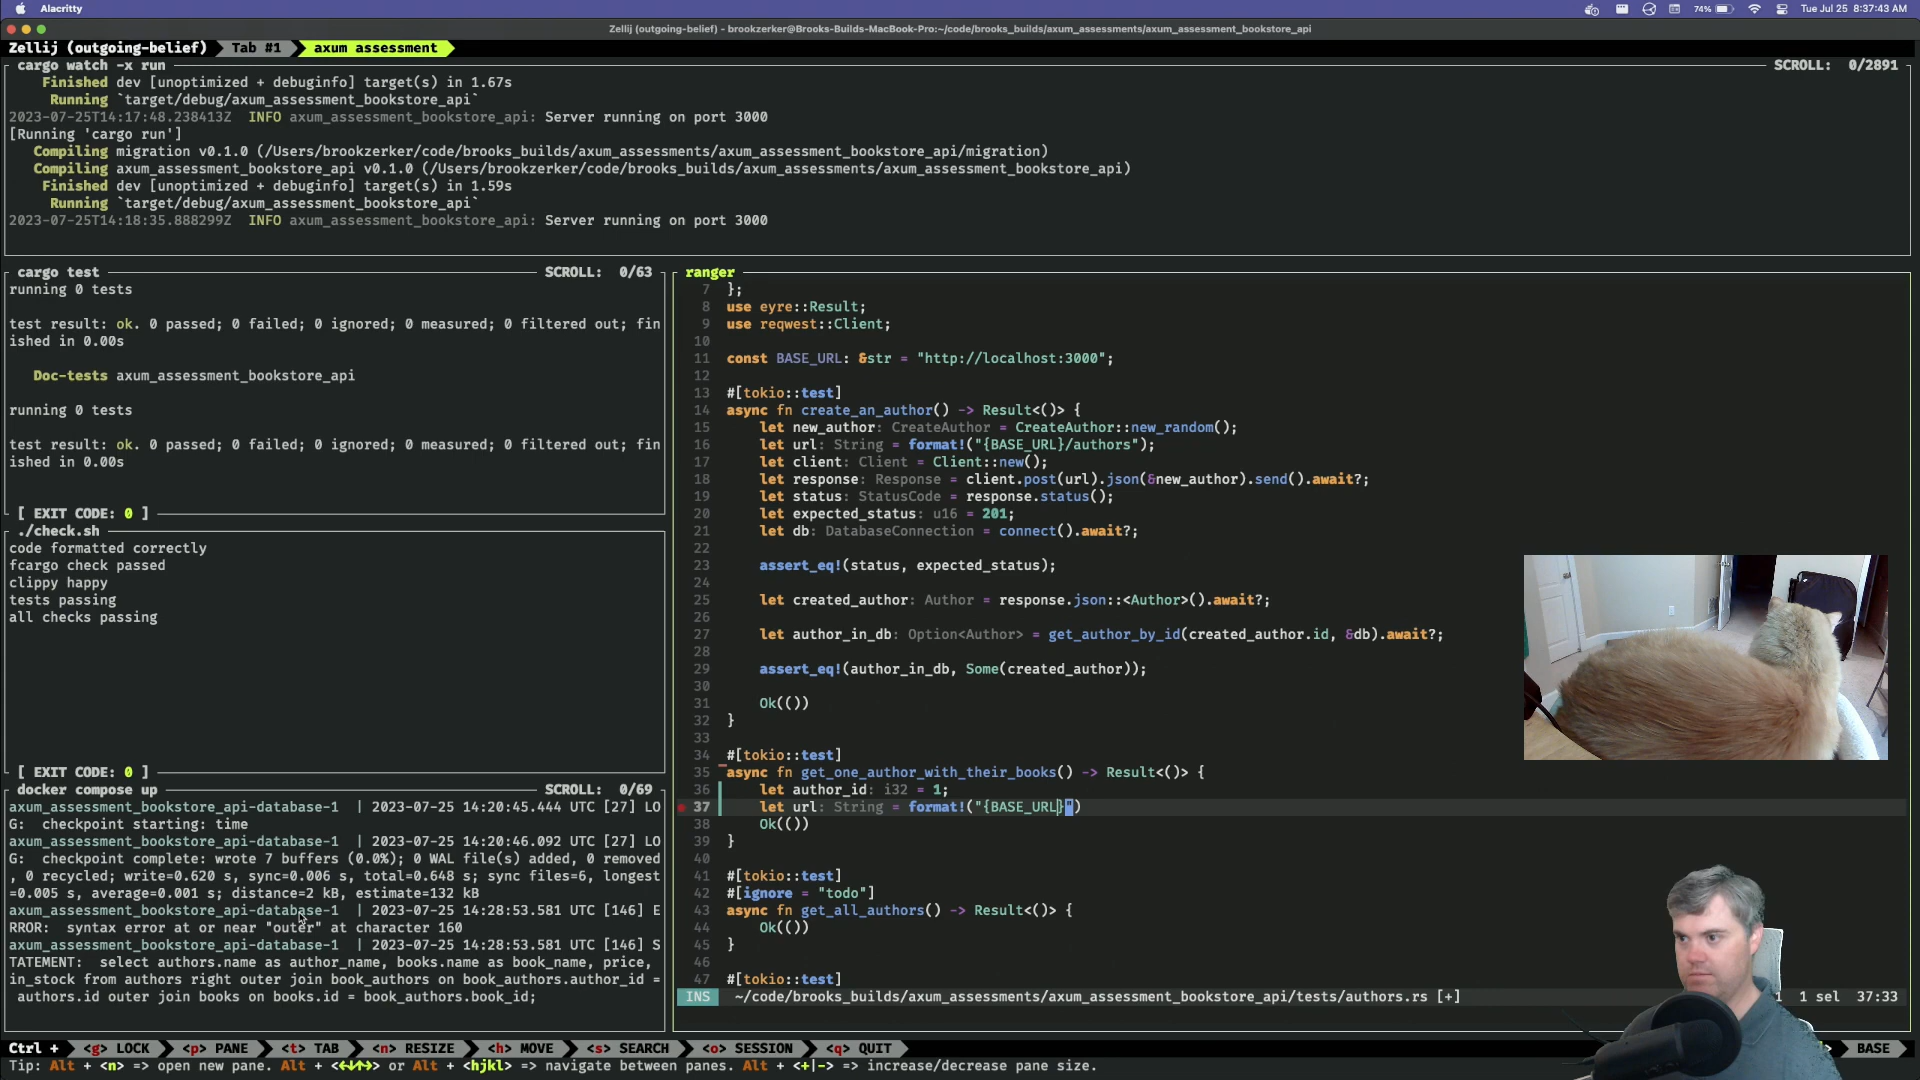 Alacritty
74%
Tue Jul 25 8:37:43 AM
Zellij (outgoing-belief) - brookzerker@Brooks-Builds-MacBook-Pro:~/code/brooks_builds/axum_assessments/axum_assessment_bookstore_api
Zellij (outgoing-belief) Tab #1 axum assessment
cargo watch -x run SCROLL: 0/2891
Finished dev [unoptimized + debuginfo] target(s) in 1.67s
Running `target/debug/axum_assessment_bookstore_api`
2023-07-25T14:17:48.238413Z INFO axum_assessment_bookstore_api: Server running on port 3000
[Running 'cargo run']
Compiling migration v0.1.0 (/Users/brookzerker/code/brooks_builds/axum_assessments/axum_assessment_bookstore_api/migration)
Compiling axum_assessment_bookstore_api v0.1.0 (/Users/brookzerker/code/brooks_builds/axum_assessments/axum_assessment_bookstore_api)
Finished dev [unoptimized + debuginfo] target(s) in 1.59s
Running `target/debug/axum_assessment_bookstore_api`
2023-07-25T14:18:35.888299Z INFO axum_assessment_bookstore_api: Server running on port 3000
cargo test SCROLL: 0/63
running 0 tests
test result: ok. 0 passed; 0 failed; 0 ignored; 0 measured; 0 filtered out; fin
ished in 0.00s
Doc-tests axum_assessment_bookstore_api
running 0 tests
test result: ok. 0 passed; 0 failed; 0 ignored; 0 measured; 0 filtered out; fin
ished in 0.00s
[ EXIT CODE: 0 ]
./check.sh
code formatted correctly
fcargo check passed
clippy happy
tests passing
all checks passing
[ EXIT CODE: 0 ]
docker compose up SCROLL: 0/69
axum_assessment_bookstore_api-database-1 | 2023-07-25 14:20:45.444 UTC [27] LO
G: checkpoint starting: time
axum_assessment_bookstore_api-database-1 | 2023-07-25 14:20:46.092 UTC [27] LO
G: checkpoint complete: wrote 7 buffers (0.0%); 0 WAL file(s) added, 0 removed
, 0 recycled; write=0.620 s, sync=0.006 s, total=0.648 s; sync files=6, longest
=0.005 s, average=0.001 s; distance=2 kB, estimate=132 kB
axum_assessment_bookstore_api-database-1 | 2023-07-25 14:28:53.581 UTC [146] E
RROR: syntax error at or near "outer" at character 160
axum_assessment_bookstore_api-database-1 | 2023-07-25 14:28:53.581 UTC [146] S
TATEMENT: select authors.name as author_name, books.name as book_name, price,
in_stock from authors right outer join book_authors on book_authors.author_id =
authors.id outer join books on books.id = book_authors.book_id;
ranger
7 };
8 use eyre::Result;
9 use reqwest::Client;
10
11 const BASE_URL: &str = "http://localhost:3000";
12
13 #[tokio::test]
14 async fn create_an_author() -> Result<()> {
15 let new_author: CreateAuthor = CreateAuthor::new_random();
16 let url: String = format!("{BASE_URL}/authors");
17 let client: Client = Client::new();
18 let response: Response = client.post(url).json(&new_author).send().await?;
19 let status: StatusCode = response.status();
20 let expected_status: u16 = 201;
21 let db: DatabaseConnection = connect().await?;
22
23 assert_eq!(status, expected_status);
24
25 let created_author: Author = response.json::<Author>().await?;
26
27 let author_in_db: Option<Author> = get_author_by_id(created_author.id, &db).await?;
28
29 assert_eq!(author_in_db, Some(created_author));
30
31 Ok(())
32 }
33
34 #[tokio::test]
35 async fn get_one_author_with_their_books() -> Result<()> {
36 let author_id: i32 = 1;
37 let url: String = format!("{BASE_URL}")
38 Ok(())
39 }
40
41 #[tokio::test]
42 #[ignore = "todo"]
43 async fn get_all_authors() -> Result<()> {
44 Ok(())
45 }
46
47 #[tokio::test]
INS ~/code/brooks_builds/axum_assessments/axum_assessment_bookstore_api/tests/authors.rs [+] 1 sel 37:33
Ctrl + <g> LOCK <p> PANE <t> TAB <n> RESIZE <h> MOVE <s> SEARCH <o> SESSION <q> QUIT BASE
Tip: Alt + <n> => open new pane. Alt + <←↓↑→> or Alt + <hjkl> => navigate between panes. Alt + <+|-> => increase/decrease pane size.